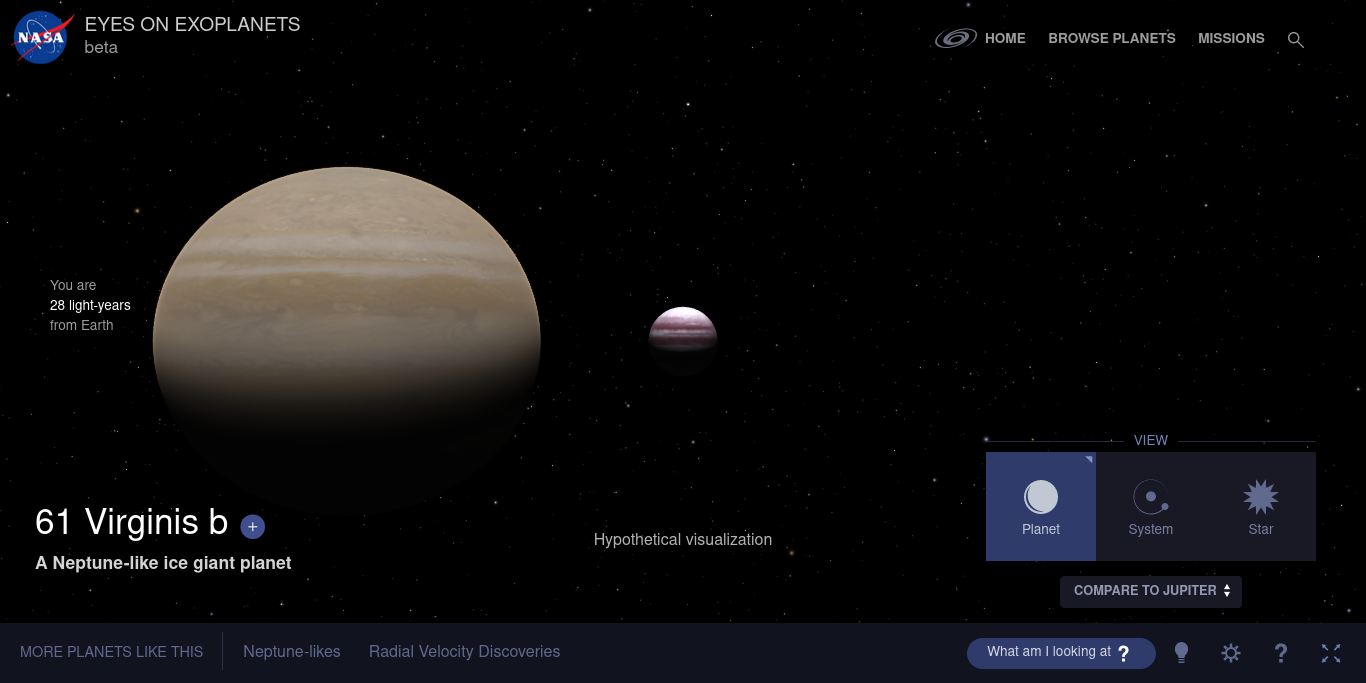 NASA
EYES ON EXOPLANETS
beta
HOME
BROWSE PLANETS
MISSIONS
You are
28 light-years
from Earth
61 Virginis b +
A Neptune-like ice giant planet
Hypothetical visualization
VIEW
Planet
System
Star
COMPARE TO JUPITER
MORE PLANETS LIKE THIS
Neptune-likes
Radial Velocity Discoveries
What am I looking at ?
?